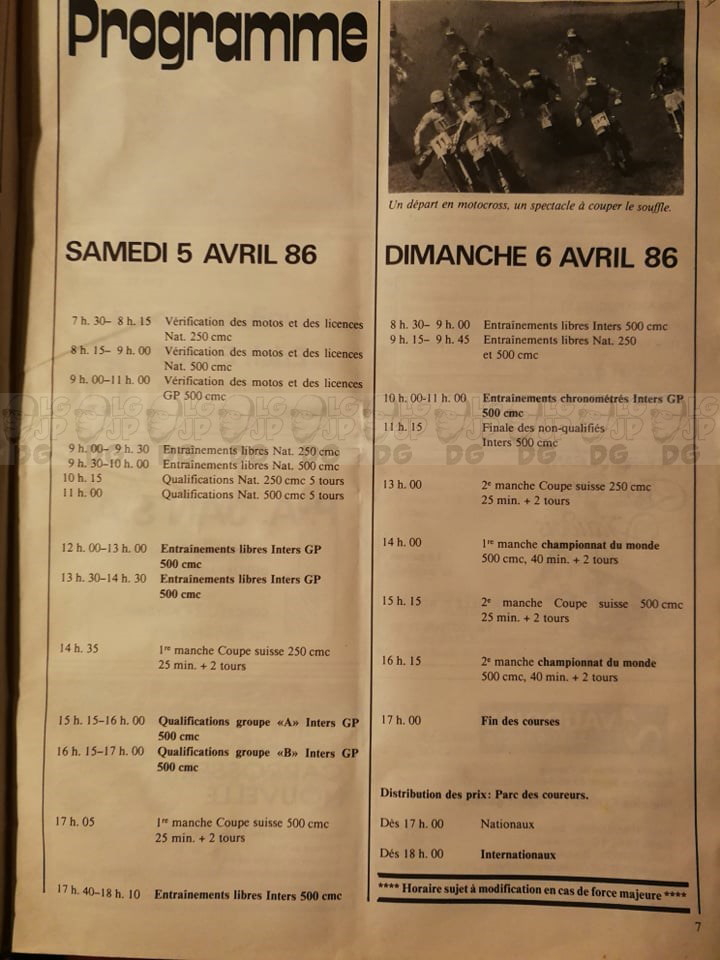 Programme
Un départ en motocross, un spectacle à couper le souffle.
SAMEDI 5 AVRIL 86
7 h. 30– 8 h. 15 Vérification des motos et des licences
Nat. 250 cmc
8 h. 15– 9 h. 00 Vérification des motos et des licences
Nat. 500 cmc
9 h. 00–11 h. 00 Vérification des motos et des licences
GP 500 cmc
9 h. 00– 9 h. 30 Entraînements libres Nat. 250 cmc
9 h. 30–10 h. 00 Entraînements libres Nat. 500 cmc
10 h. 15 Qualifications Nat. 250 cmc 5 tours
11 h. 00 Qualifications Nat. 500 cmc 5 tours
12 h. 00–13 h. 00 Entraînements libres Inters GP
500 cmc
13 h. 30–14 h. 30 Entraînements libres Inters GP
500 cmc
14 h. 35 1re manche Coupe suisse 250 cmc
25 min. + 2 tours
15 h. 15–16 h. 00 Qualifications groupe «A» Inters GP
500 cmc
16 h. 15–17 h. 00 Qualifications groupe «B» Inters GP
500 cmc
17 h. 05 1re manche Coupe suisse 500 cmc
25 min. + 2 tours
17 h. 40–18 h. 10 Entraînements libres Inters 500 cmc
DIMANCHE 6 AVRIL 86
8 h. 30– 9 h. 00 Entraînements libres Inters 500 cmc
9 h. 15– 9 h. 45 Entraînements libres Nat. 250
et 500 cmc
10 h. 00-11 h. 00 Entraînements chronométrés Inters GP
500 cmc
11 h. 15 Finale des non-qualifiés
Inters 500 cmc
13 h. 00 2e manche Coupe suisse 250 cmc
25 min. + 2 tours
14 h. 00 1re manche championnat du monde
500 cmc, 40 min. + 2 tours
15 h. 15 2e manche Coupe suisse 500 cmc
25 min. + 2 tours
16 h. 15 2e manche championnat du monde
500 cmc, 40 min. + 2 tours
17 h. 00 Fin des courses
Distribution des prix: Parc des coureurs.
Dès 17 h. 00 Nationaux
Dés 18 h. 00 Internationaux
**** Horaire sujet à modification en cas de force majeure ****
7